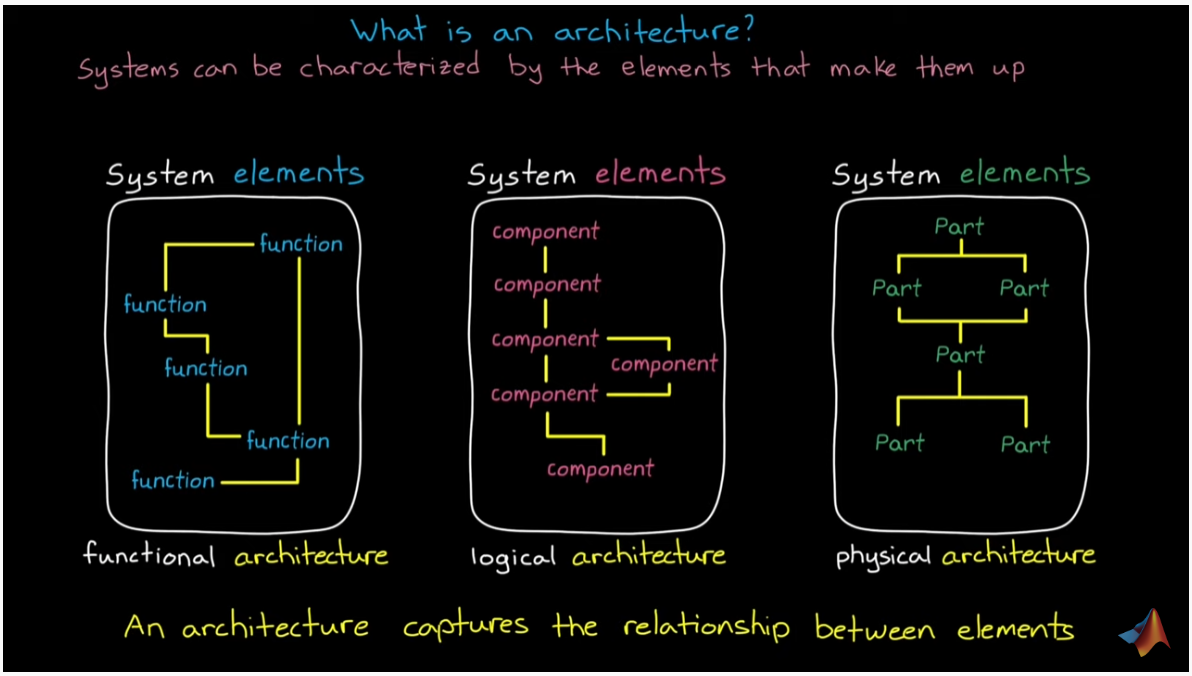 What is an architecture?
Systems can be characterized by the elements that make them up
System elements
function
function
function
function
function
functional architecture
System elements
component
component
component
component
component
component
logical architecture
System elements
Part
Part Part
Part
Part Part
physical architecture
An architecture captures the relationship between elements